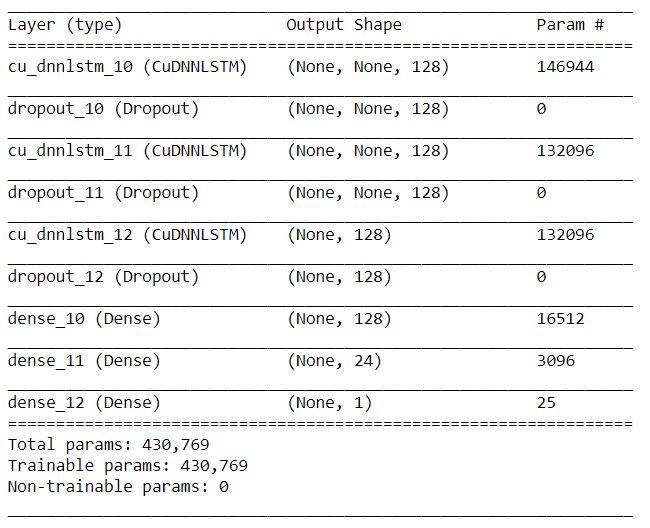 Layer (type)                 Output Shape              Param #
=================================================================
cu_dnnlstm_10 (CuDNNLSTM)    (None, None, 128)         146944
_________________________________________________________________
dropout_10 (Dropout)         (None, None, 128)         0
_________________________________________________________________
cu_dnnlstm_11 (CuDNNLSTM)    (None, None, 128)         132096
_________________________________________________________________
dropout_11 (Dropout)         (None, None, 128)         0
_________________________________________________________________
cu_dnnlstm_12 (CuDNNLSTM)    (None, 128)               132096
_________________________________________________________________
dropout_12 (Dropout)         (None, 128)               0
_________________________________________________________________
dense_10 (Dense)             (None, 128)               16512
_________________________________________________________________
dense_11 (Dense)             (None, 24)                3096
_________________________________________________________________
dense_12 (Dense)             (None, 1)                 25
=================================================================
Total params: 430,769
Trainable params: 430,769
Non-trainable params: 0
_________________________________________________________________